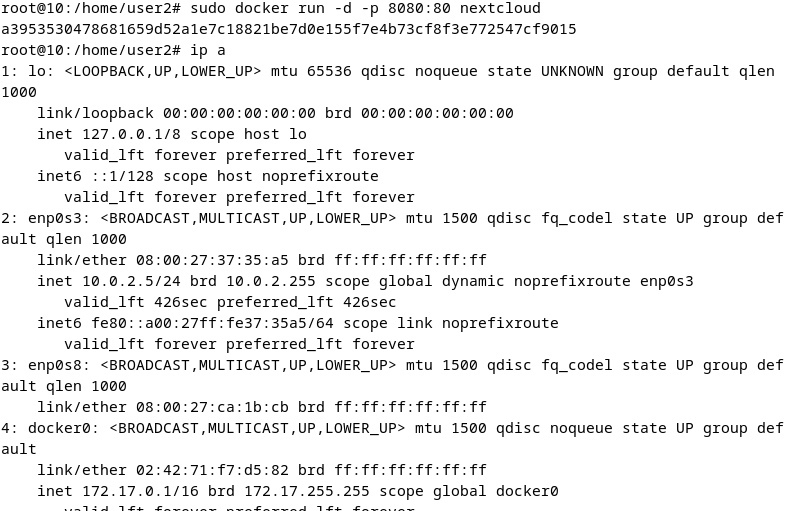 root@10:/home/user2# sudo docker run -d -p 8080:80 nextcloud
a3953530478681659d52a1e7c18821be7d0e155f7e4b73cf8f3e772547cf9015
root@10:/home/user2# ip a
1: lo: <LOOPBACK,UP,LOWER_UP> mtu 65536 qdisc noqueue state UNKNOWN group default qlen
1000
    link/loopback 00:00:00:00:00:00 brd 00:00:00:00:00:00
    inet 127.0.0.1/8 scope host lo
       valid_lft forever preferred_lft forever
    inet6 ::1/128 scope host noprefixroute
       valid_lft forever preferred_lft forever
2: enp0s3: <BROADCAST,MULTICAST,UP,LOWER_UP> mtu 1500 qdisc fq_codel state UP group def
ault qlen 1000
    link/ether 08:00:27:37:35:a5 brd ff:ff:ff:ff:ff:ff
    inet 10.0.2.5/24 brd 10.0.2.255 scope global dynamic noprefixroute enp0s3
       valid_lft 426sec preferred_lft 426sec
    inet6 fe80::a00:27ff:fe37:35a5/64 scope link noprefixroute
       valid_lft forever preferred_lft forever
3: enp0s8: <BROADCAST,MULTICAST,UP,LOWER_UP> mtu 1500 qdisc fq_codel state UP group def
ault qlen 1000
    link/ether 08:00:27:ca:1b:cb brd ff:ff:ff:ff:ff:ff
4: docker0: <BROADCAST,MULTICAST,UP,LOWER_UP> mtu 1500 qdisc noqueue state UP group def
ault
    link/ether 02:42:71:f7:d5:82 brd ff:ff:ff:ff:ff:ff
    inet 172.17.0.1/16 brd 172.17.255.255 scope global docker0
       valid_lft forever preferred_lft forever